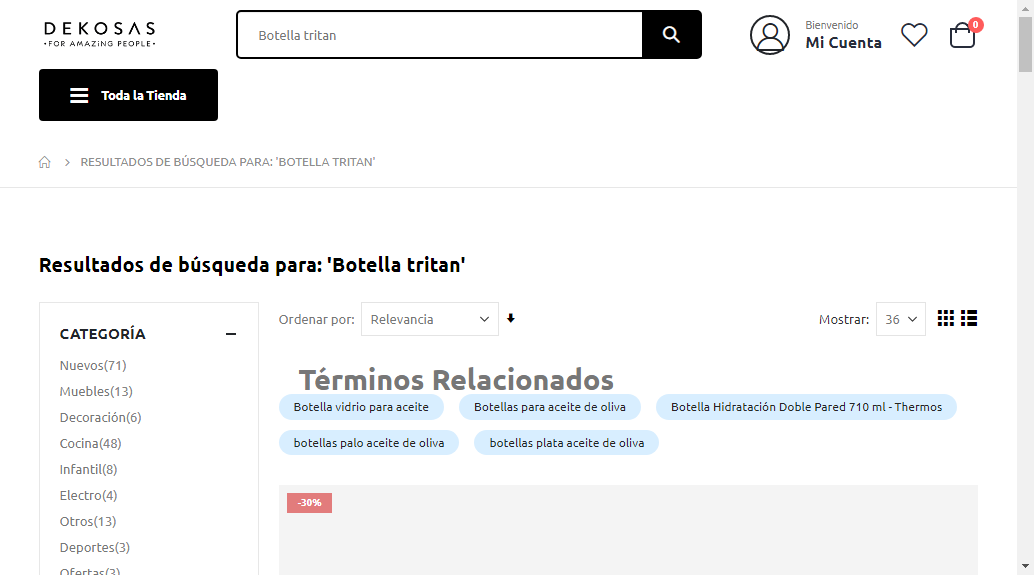 DEKOSAS
•FOR AMAZING PEOPLE•
Botella tritan
Bienvenido
Mi Cuenta
0
Toda la Tienda
RESULTADOS DE BÚSQUEDA PARA: 'BOTELLA TRITAN'
Resultados de búsqueda para: 'Botella tritan'
CATEGORÍA
Nuevos(71)
Muebles(13)
Decoración(6)
Cocina(48)
Infantil(8)
Electro(4)
Otros(13)
Deportes(3)
Ofertas(3)
Ordenar por: Relevancia
Mostrar: 36
Términos Relacionados
Botella vidrio para aceite
Botellas para aceite de oliva
Botella Hidratación Doble Pared 710 ml - Thermos
botellas palo aceite de oliva
botellas plata aceite de oliva
-30%